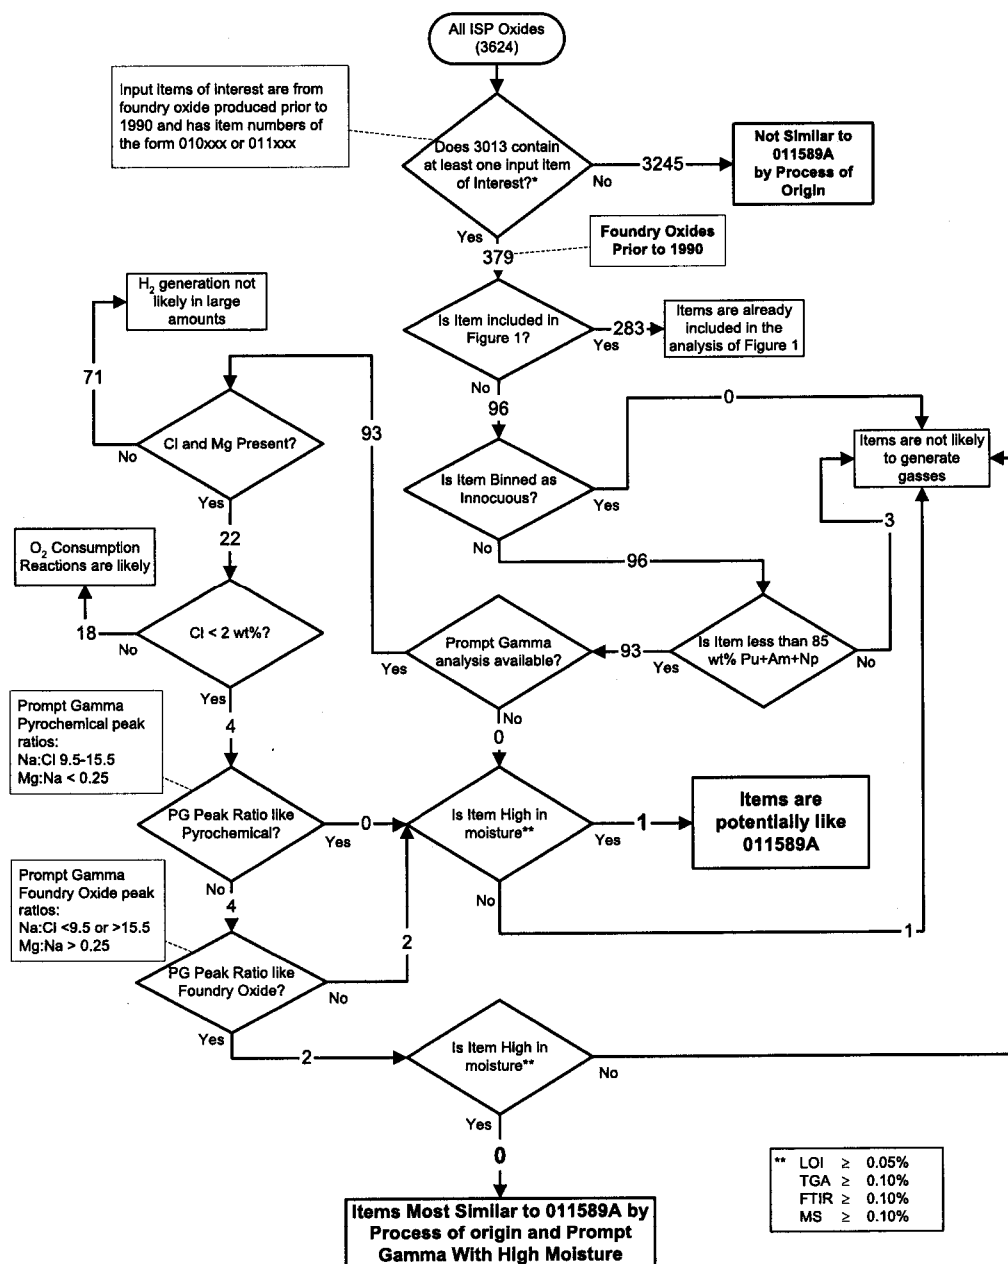 All ISP Oxides
(3624)
Input items of interest are from
foundry oxide produced prior to
1990 and has item numbers of
the form 010xxx or 011xxx
Does 3013 contain
at least one input item
of Interest?*
No
3245
Not Similar to
011589A
by Process of
Origin
Yes
379
Foundry Oxides
Prior to 1990
H2 generation not
likely in large
amounts
Is Item included in
Figure 1?
Yes
283
Items are already
included in the
analysis of Figure 1
No
96
71
No
Cl and Mg Present?
Yes
93
Is Item Binned as
Innocuous?
Yes
0
Items are not likely
to generate
gasses
No
96
3
22
O2 Consumption
Reactions are likely
18
No
Cl < 2 wt%?
Yes
Yes
Prompt Gamma
analysis available?
93
Yes
Is Item less than 85
wt% Pu+Am+Np
No
No
0
4
Prompt Gamma
Pyrochemical peak
ratios:
Na:Cl 9.5-15.5
Mg:Na < 0.25
PG Peak Ratio like
Pyrochemical?
Yes
0
Is Item High in
moisture**
Yes
1
Items are
potentially like
011589A
No
4
No
1
Prompt Gamma
Foundry Oxide peak
ratios:
Na:Cl <9.5 or >15.5
Mg:Na > 0.25
2
PG Peak Ratio like
Foundry Oxide?
No
Yes
2
Is Item High in
moisture**
No
Yes
0
Items Most Similar to 011589A by
Process of origin and Prompt
Gamma With High Moisture
** LOI ≥ 0.05%
TGA ≥ 0.10%
FTIR ≥ 0.10%
MS ≥ 0.10%